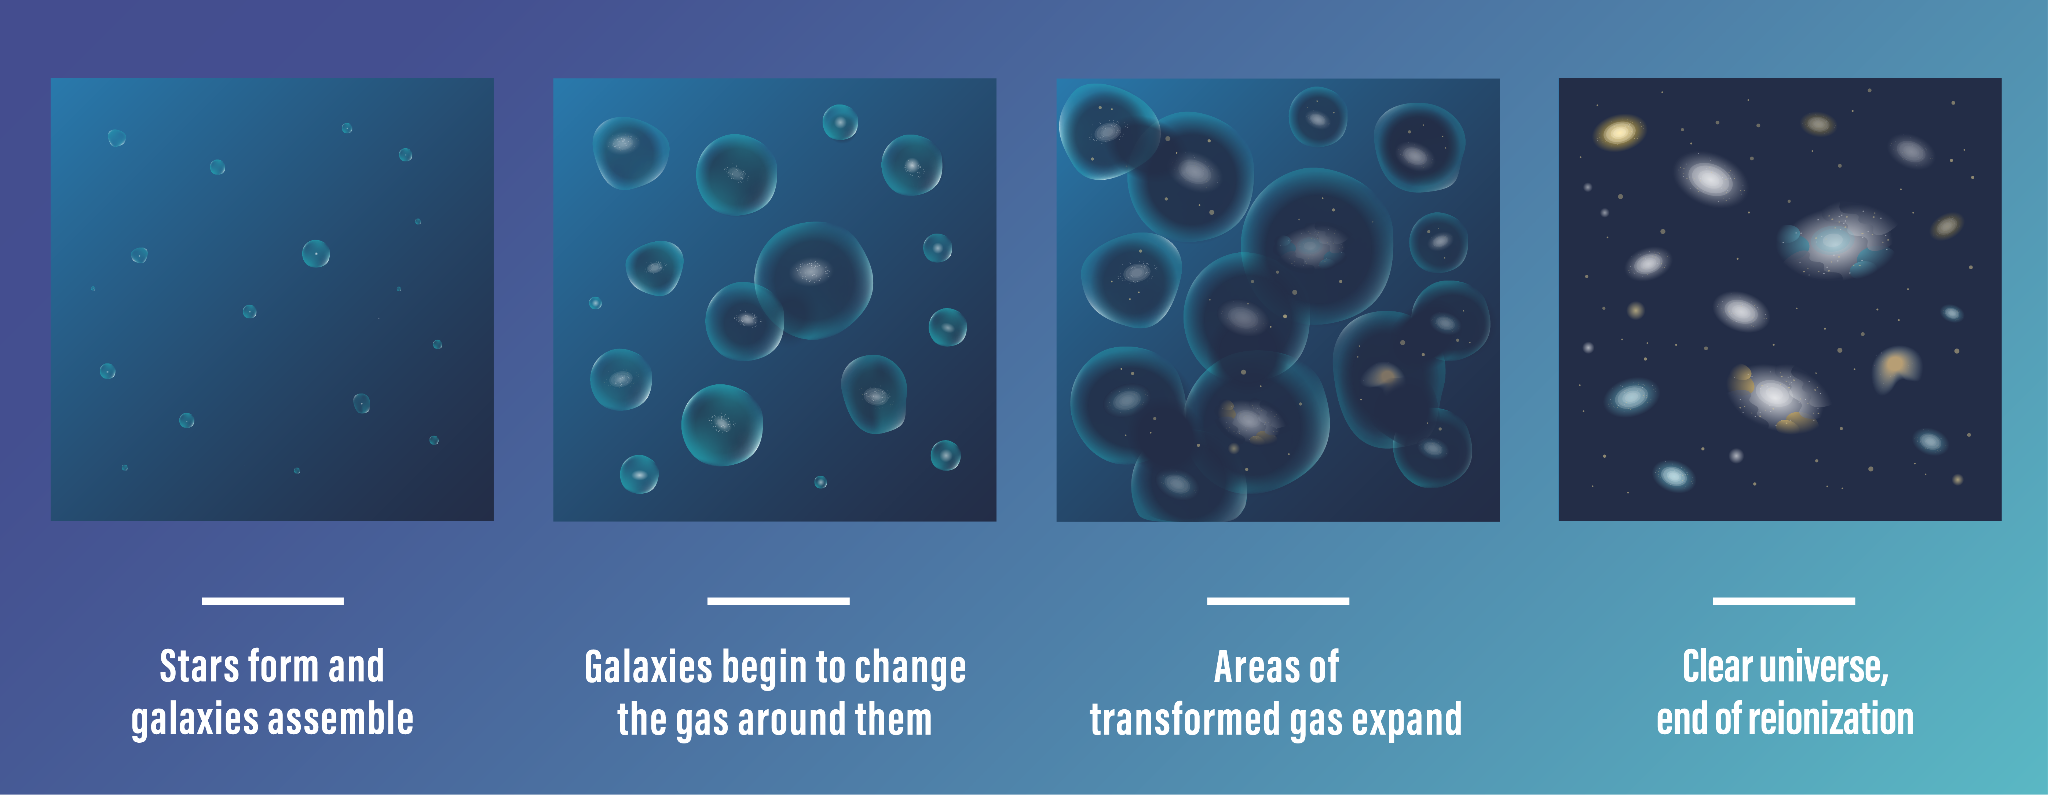 Stars form and
galaxies assemble
Galaxies begin to change
the gas around them
Areas of
transformed gas expand
Clear universe,
end of reionization